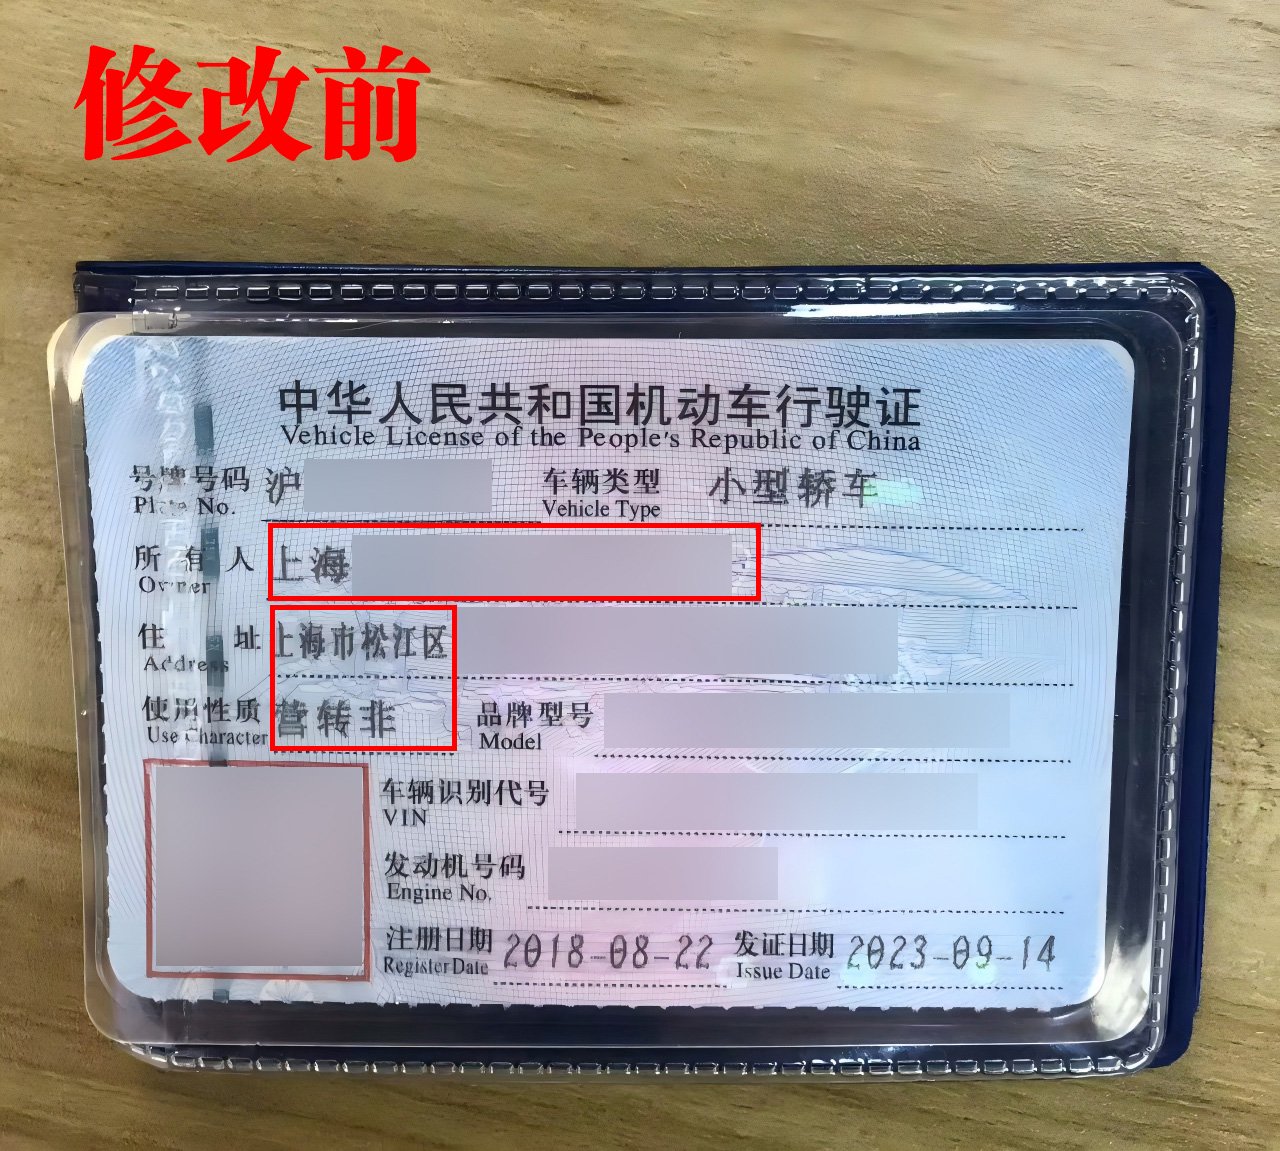 修改前
中华人民共和国机动车行驶证
Vehicle License of the People's Republic of China
号牌号码 沪 车辆类型 小型轿车
Plate No. Vehicle Type
所有人 上海
Owner
住址 上海市松江区
Address
使用性质 营转非 品牌型号
Use Character Model
车辆识别代号
VIN
发动机号码
Engine No.
注册日期 2018-08-22 发证日期 2023-09-14
Register Date Issue Date